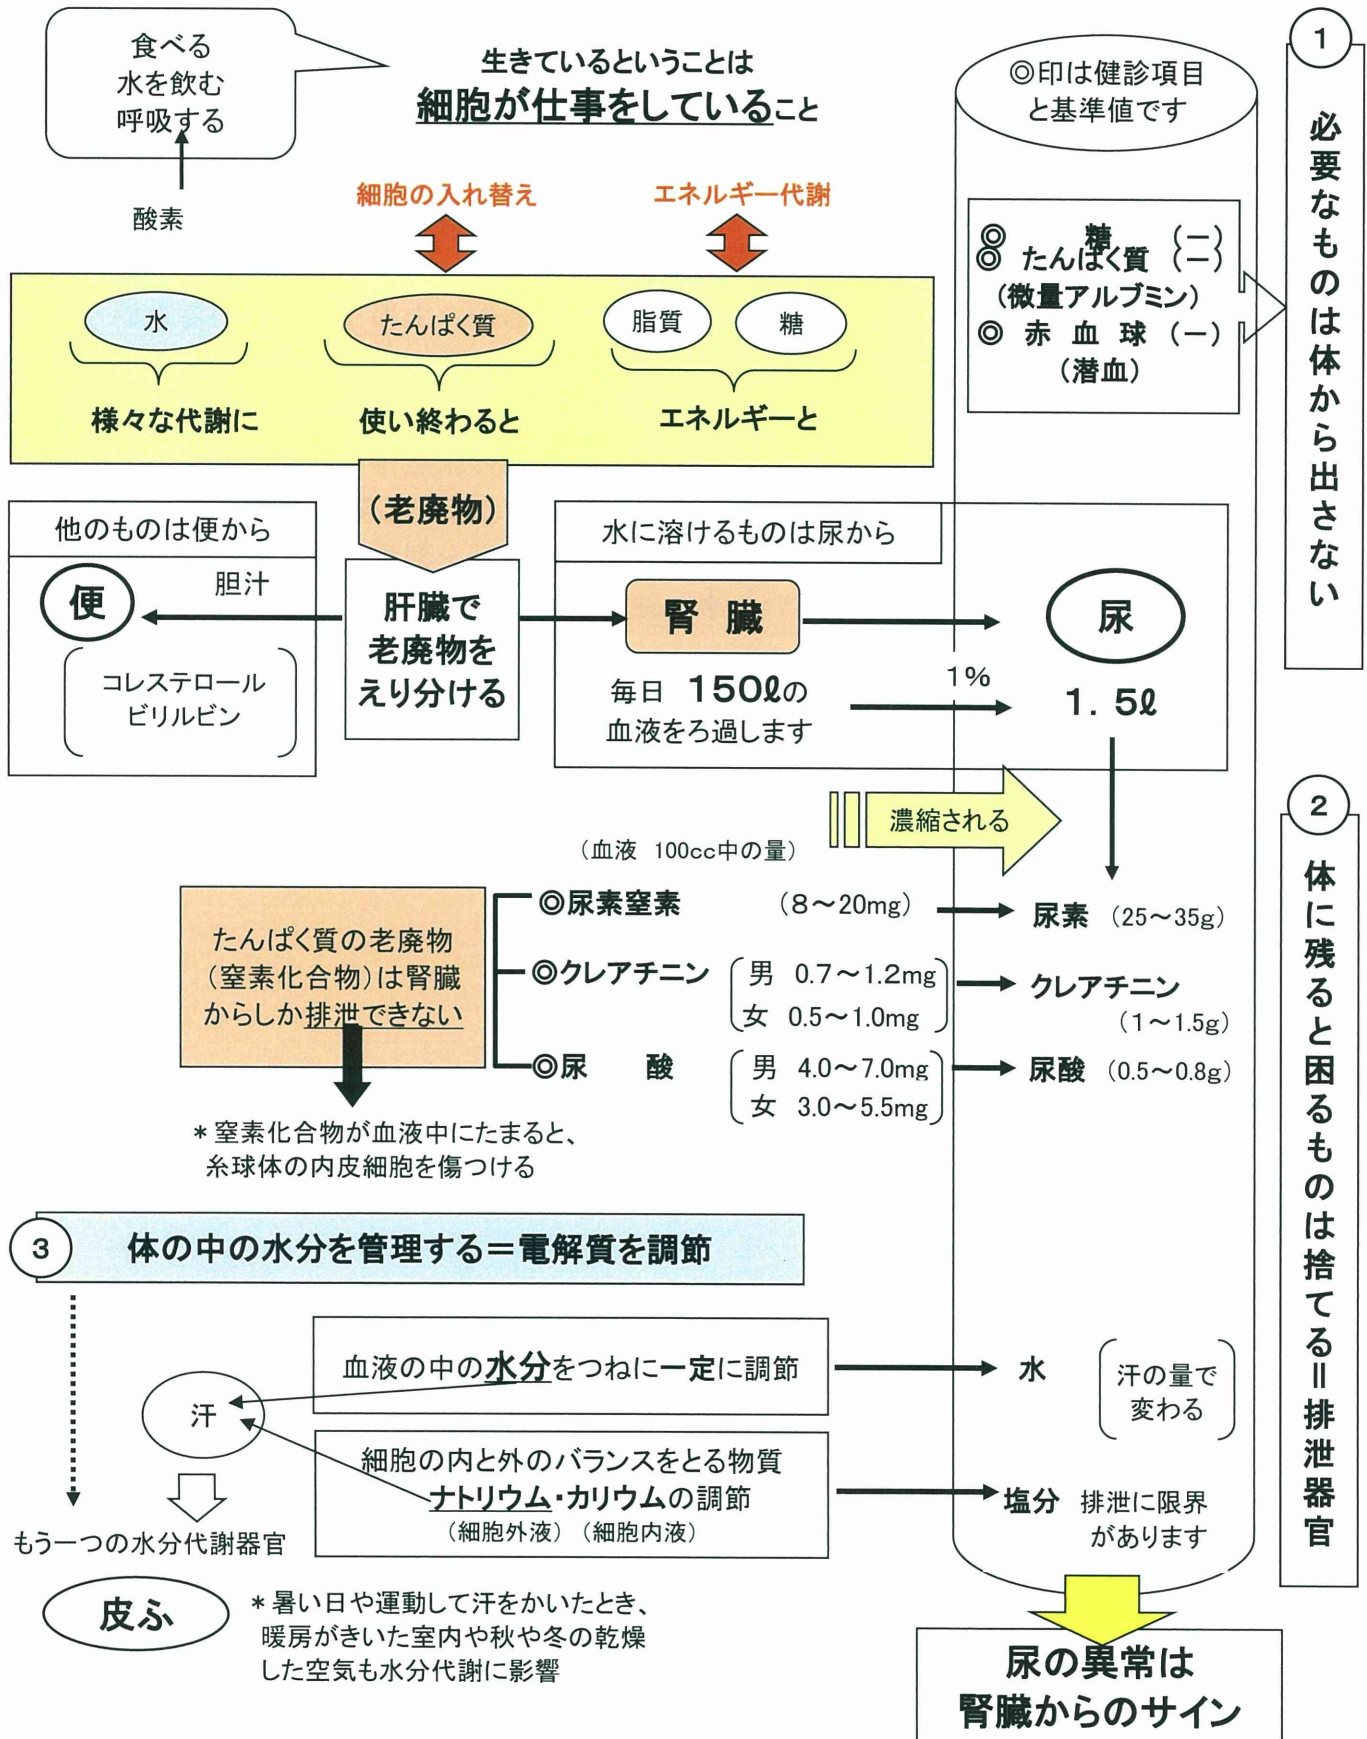 食べる
水を飲む
呼吸する
酸素
生きているということは
細胞が仕事をしていること
◎印は健診項目
と基準値です
①
必要なものは体から出さない
細胞の入れ替え
エネルギー代謝
◎ 糖 (－)
◎ たんぱく質 (－)
(微量アルブミン)
◎ 赤血球 (－)
(潜血)
水
たんぱく質
脂質
糖
様々な代謝に
使い終わると
エネルギーと
(老廃物)
他のものは便から
便
胆汁
コレステロール
ビリルビン
肝臓で
老廃物を
えり分ける
水に溶けるものは尿から
腎臓
毎日 150ℓの
血液をろ過します
1%
尿
1.5ℓ
②
体に残ると困るものは捨てる＝排泄器官
濃縮される
(血液 100cc中の量)
たんぱく質の老廃物
(窒素化合物)は腎臓
からしか排泄できない
◎尿素窒素 (8～20mg)
尿素 (25～35g)
◎クレアチニン
男 0.7～1.2mg
女 0.5～1.0mg
クレアチニン
(1～1.5g)
◎尿酸
男 4.0～7.0mg
女 3.0～5.5mg
尿酸 (0.5～0.8g)
＊窒素化合物が血液中にたまると、
糸球体の内皮細胞を傷つける
③ 体の中の水分を管理する＝電解質を調節
血液の中の水分をつねに一定に調節
水
汗の量で
変わる
汗
細胞の内と外のバランスをとる物質
ナトリウム・カリウムの調節
(細胞外液) (細胞内液)
塩分 排泄に限界
があります
もう一つの水分代謝器官
皮ふ
＊暑い日や運動して汗をかいたとき、
暖房がきいた室内や秋や冬の乾燥
した空気も水分代謝に影響
尿の異常は
腎臓からのサイン